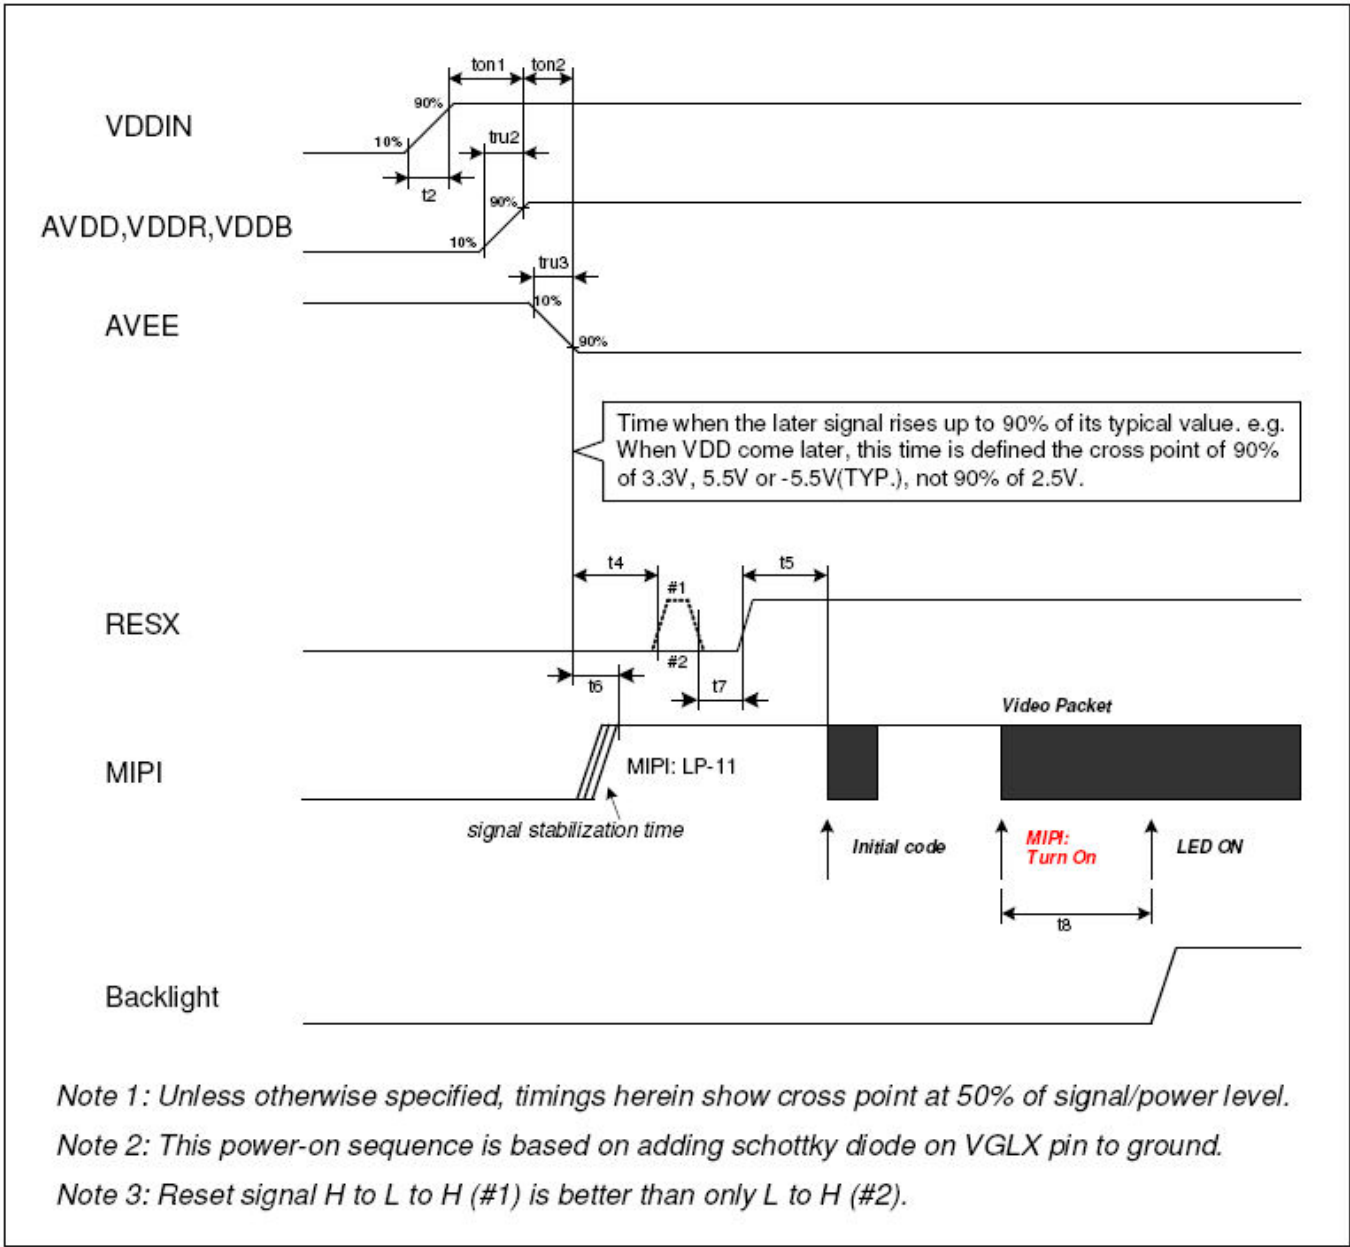 ton1 ton2
90%
VDDIN
10%
tru2
t2
90%
AVDD,VDDR,VDDB
10%
tru3
10%
AVEE
90%
Time when the later signal rises up to 90% of its typical value. e.g.
When VDD come later, this time is defined the cross point of 90%
of 3.3V, 5.5V or -5.5V(TYP.), not 90% of 2.5V.
t4 t5
#1
RESX
#2
t6 t7
Video Packet
MIPI
MIPI: LP-11
signal stabilization time
Initial code
MIPI:
Turn On
LED ON
t8
Backlight
Note 1: Unless otherwise specified, timings herein show cross point at 50% of signal/power level.
Note 2: This power-on sequence is based on adding schottky diode on VGLX pin to ground.
Note 3: Reset signal H to L to H (#1) is better than only L to H (#2).